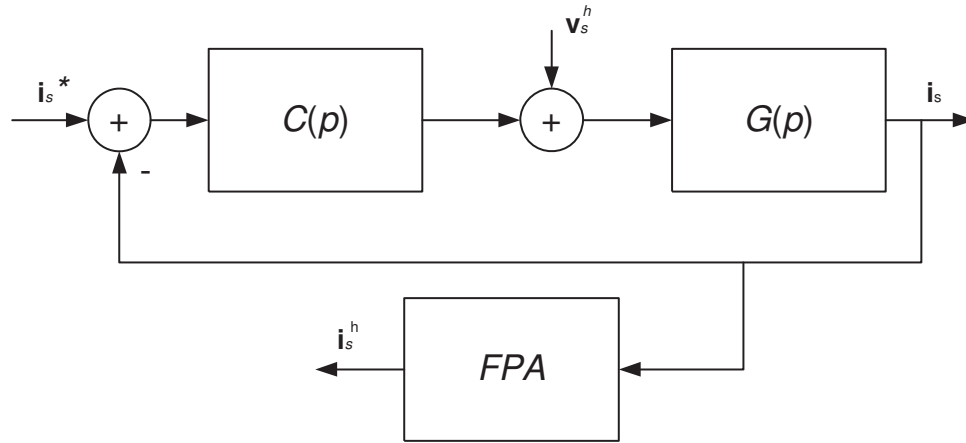 v_s^h
i_s*
+
C(p)
+
G(p)
i_s
-
i_s^h
FPA